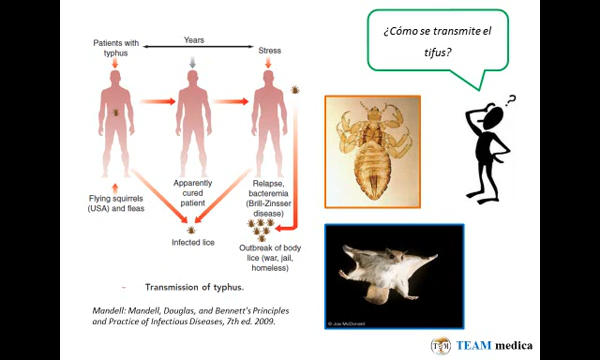 ¿Cómo se transmite el
tifus?
Patients with
typhus
Years
Stress
Flying squirrels
(USA) and fleas
Apparently
cured
patient
Relapse,
bacteremia
(Brill-Zinsser
disease)
Infected lice
Outbreak of body
lice (war, jail,
homeless)
– Transmission of typhus.
Mandell: Mandell, Douglas, and Bennett's Principles
and Practice of Infectious Diseases, 7th ed. 2009.
?
© Joe McDonald
TEAM medica